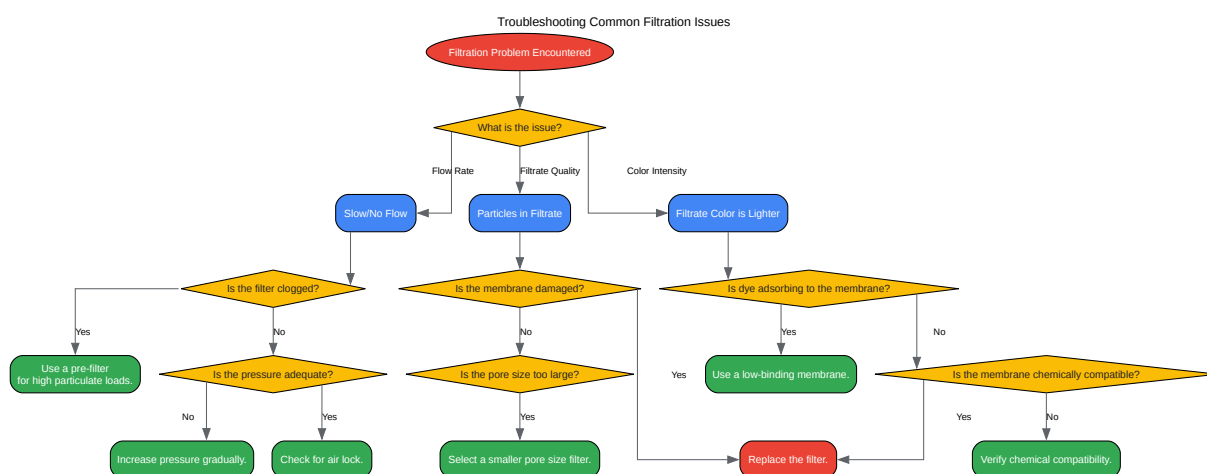 Troubleshooting Common Filtration Issues
Filtration Problem Encountered
What is the issue?
Flow Rate
Filtrate Quality
Color Intensity
Slow/No Flow
Particles in Filtrate
Filtrate Color is Lighter
Is the filter clogged?
Is the membrane damaged?
Is dye adsorbing to the membrane?
Yes
No
No
Yes
No
Use a pre-filter
for high particulate loads.
Is the pressure adequate?
Is the pore size too large?
Yes
Use a low-binding membrane.
Is the membrane chemically compatible?
No
Yes
Yes
Yes
No
Increase pressure gradually.
Check for air lock.
Select a smaller pore size filter.
Replace the filter.
Verify chemical compatibility.